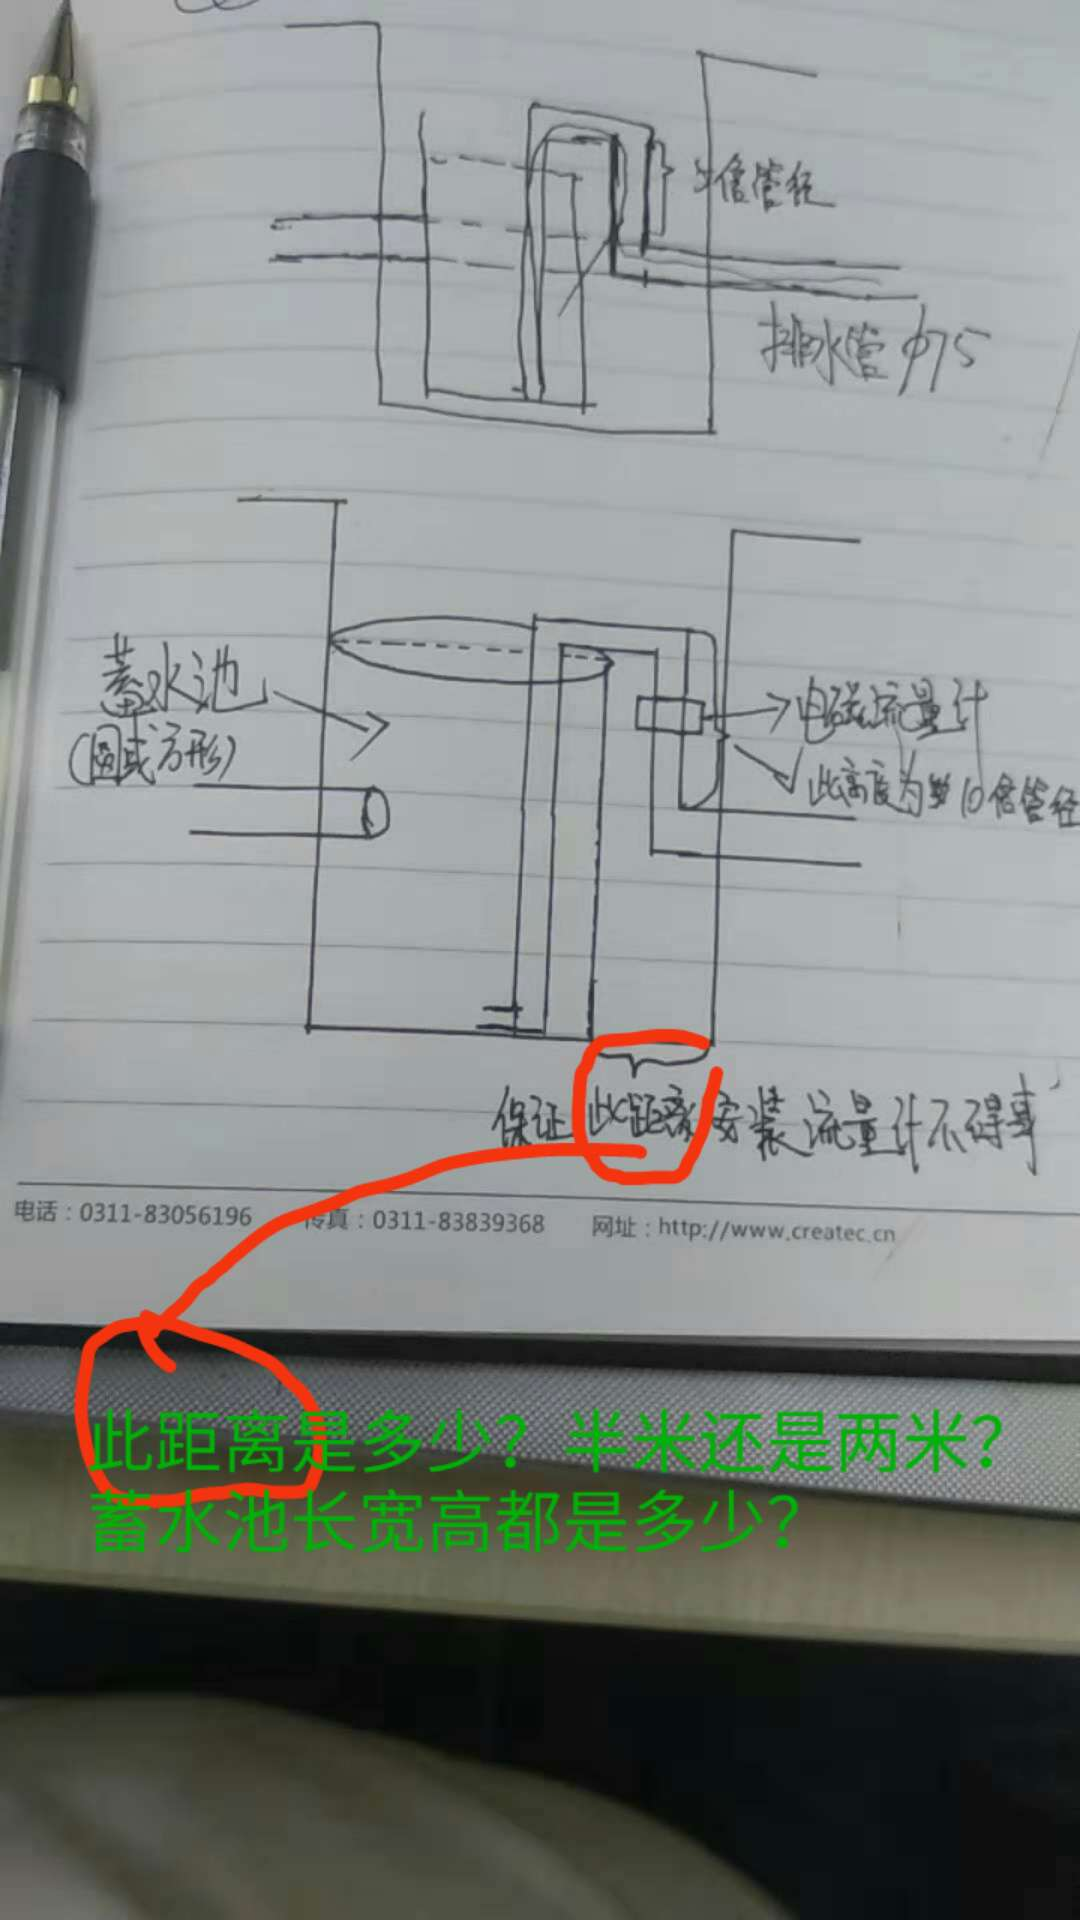 倍管径
排水管 φ75
蓄水池
(圆或方形)
电磁流量计
此高度为 10倍管径
保证此距离安装流量计不得事
电话：0311-83056196 传真：0311-83839368 网址：http://www.createc.cn
此距离是多少？半米还是两米？
蓄水池长宽高都是多少？